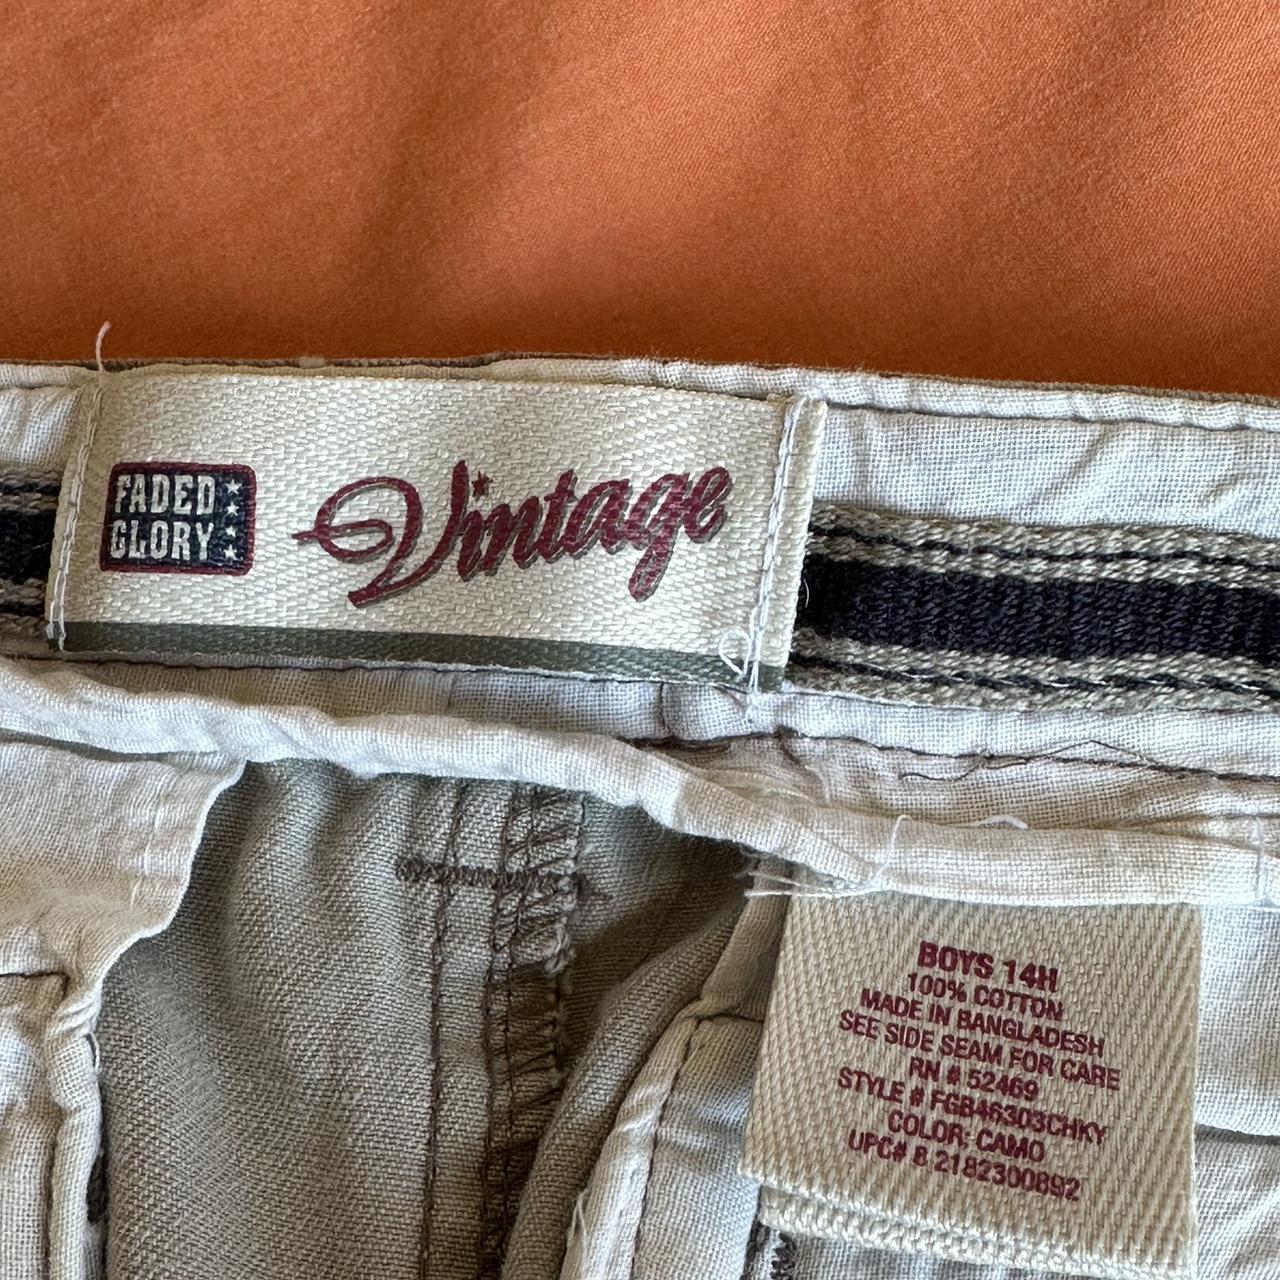 FADED
GLORY
Vintage
BOYS 14H
100% COTTON
MADE IN BANGLADESH
SEE SIDE SEAM FOR CARE
RN # 52469
STYLE # FGB46303CHKY
COLOR: CAMO
UPC# 8 2182300892